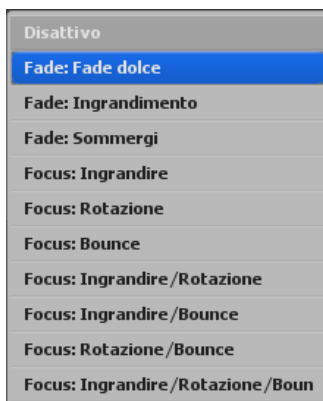 Disattivo
Fade: Fade dolce
Fade: Ingrandimento
Fade: Sommergi
Focus: Ingrandire
Focus: Rotazione
Focus: Bounce
Focus: Ingrandire/Rotazione
Focus: Ingrandire/Bounce
Focus: Rotazione/Bounce
Focus: Ingrandire/Rotazione/Boun